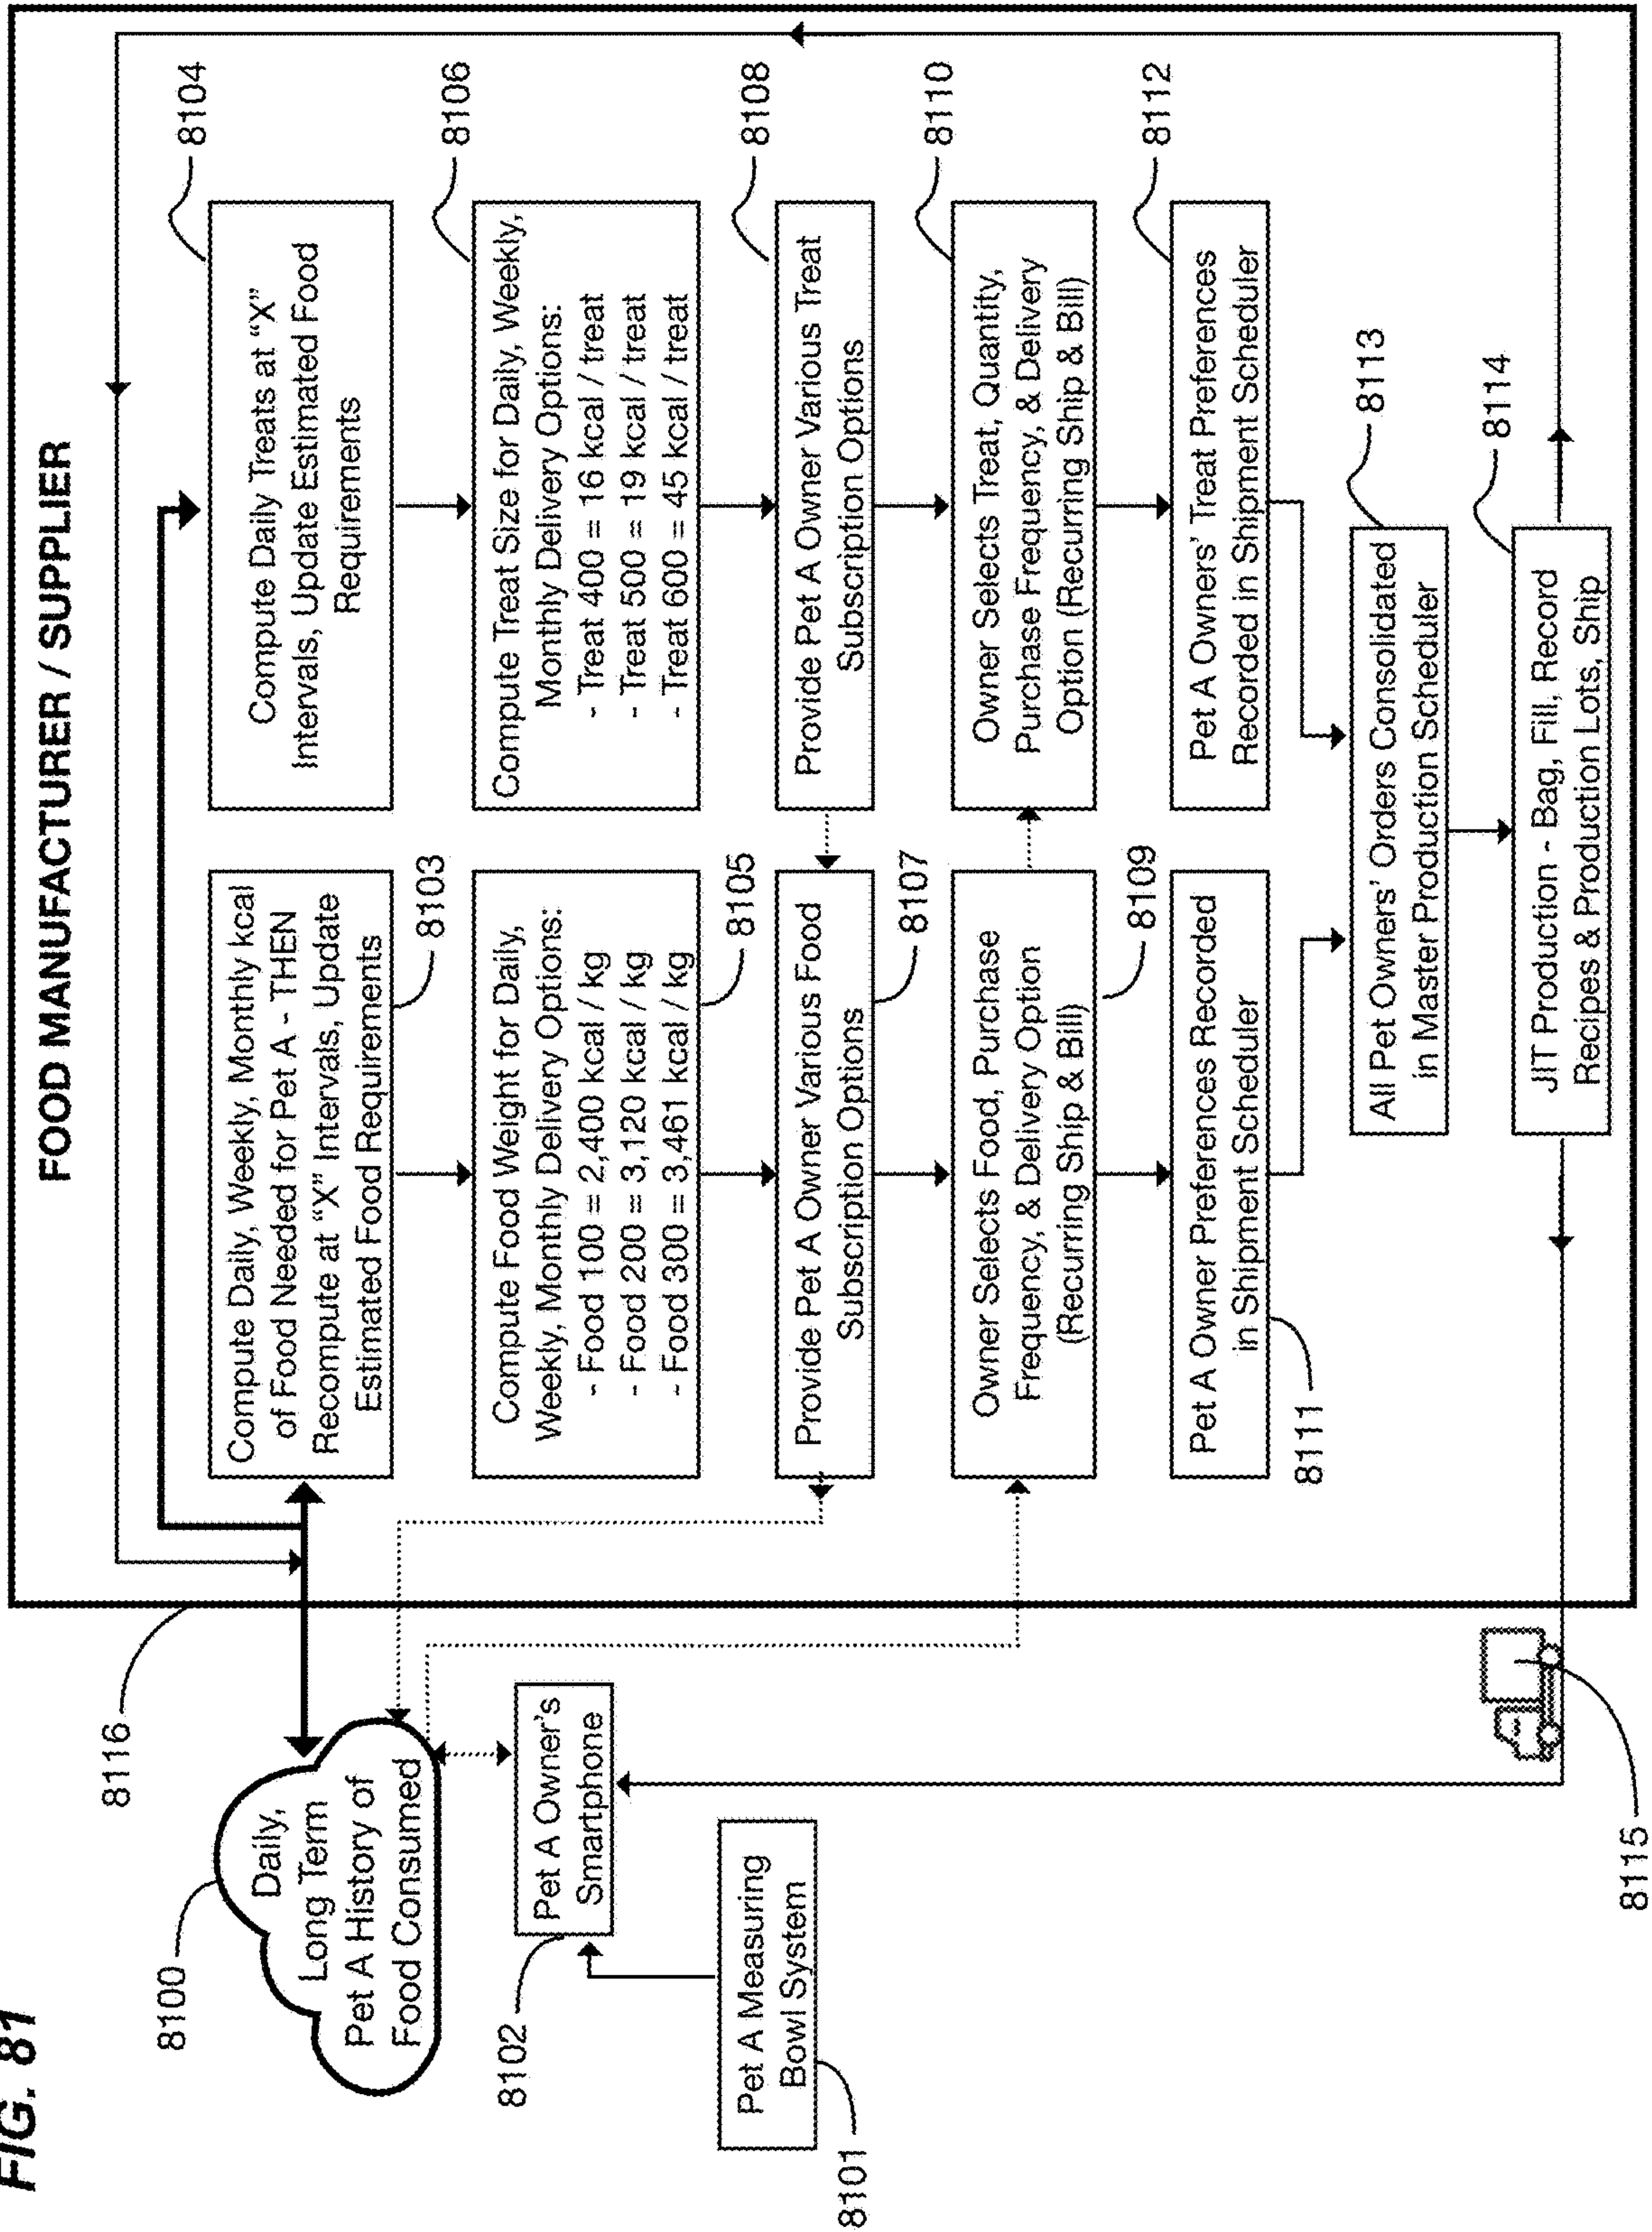 FIG. 81
FOOD MANUFACTURER / SUPPLIER
8116
8100
Daily,
Long Term
Pet A History of
Food Consumed
8102
Pet A Owner's
Smartphone
Pet A Measuring
Bowl System
8101
Compute Daily, Weekly, Monthly kcal
of Food Needed for Pet A - THEN
Recompute at "X" Intervals, Update
Estimated Food Requirements
8103
Compute Daily Treats at "X"
Intervals, Update Estimated Food
Requirements
8104
Compute Food Weight for Daily,
Weekly, Monthly Delivery Options:
- Food 100 = 2,400 kcal / kg
- Food 200 = 3,120 kcal / kg
- Food 300 = 3,461 kcal / kg
8105
Compute Treat Size for Daily, Weekly,
Monthly Delivery Options:
- Treat 400 = 16 kcal / treat
- Treat 500 = 19 kcal / treat
- Treat 600 = 45 kcal / treat
8106
Provide Pet A Owner Various Food
Subscription Options
8107
Provide Pet A Owner Various Treat
Subscription Options
8108
Owner Selects Food, Purchase
Frequency, & Delivery Option
(Recurring Ship & Bill)
8109
Owner Selects Treat, Quantity,
Purchase Frequency, & Delivery
Option (Recurring Ship & Bill)
8110
Pet A Owner Preferences Recorded
in Shipment Scheduler
8111
Pet A Owners' Treat Preferences
Recorded in Shipment Scheduler
8112
All Pet Owners' Orders Consolidated
in Master Production Scheduler
8113
JIT Production - Bag, Fill, Record
Recipes & Production Lots, Ship
8114
8115